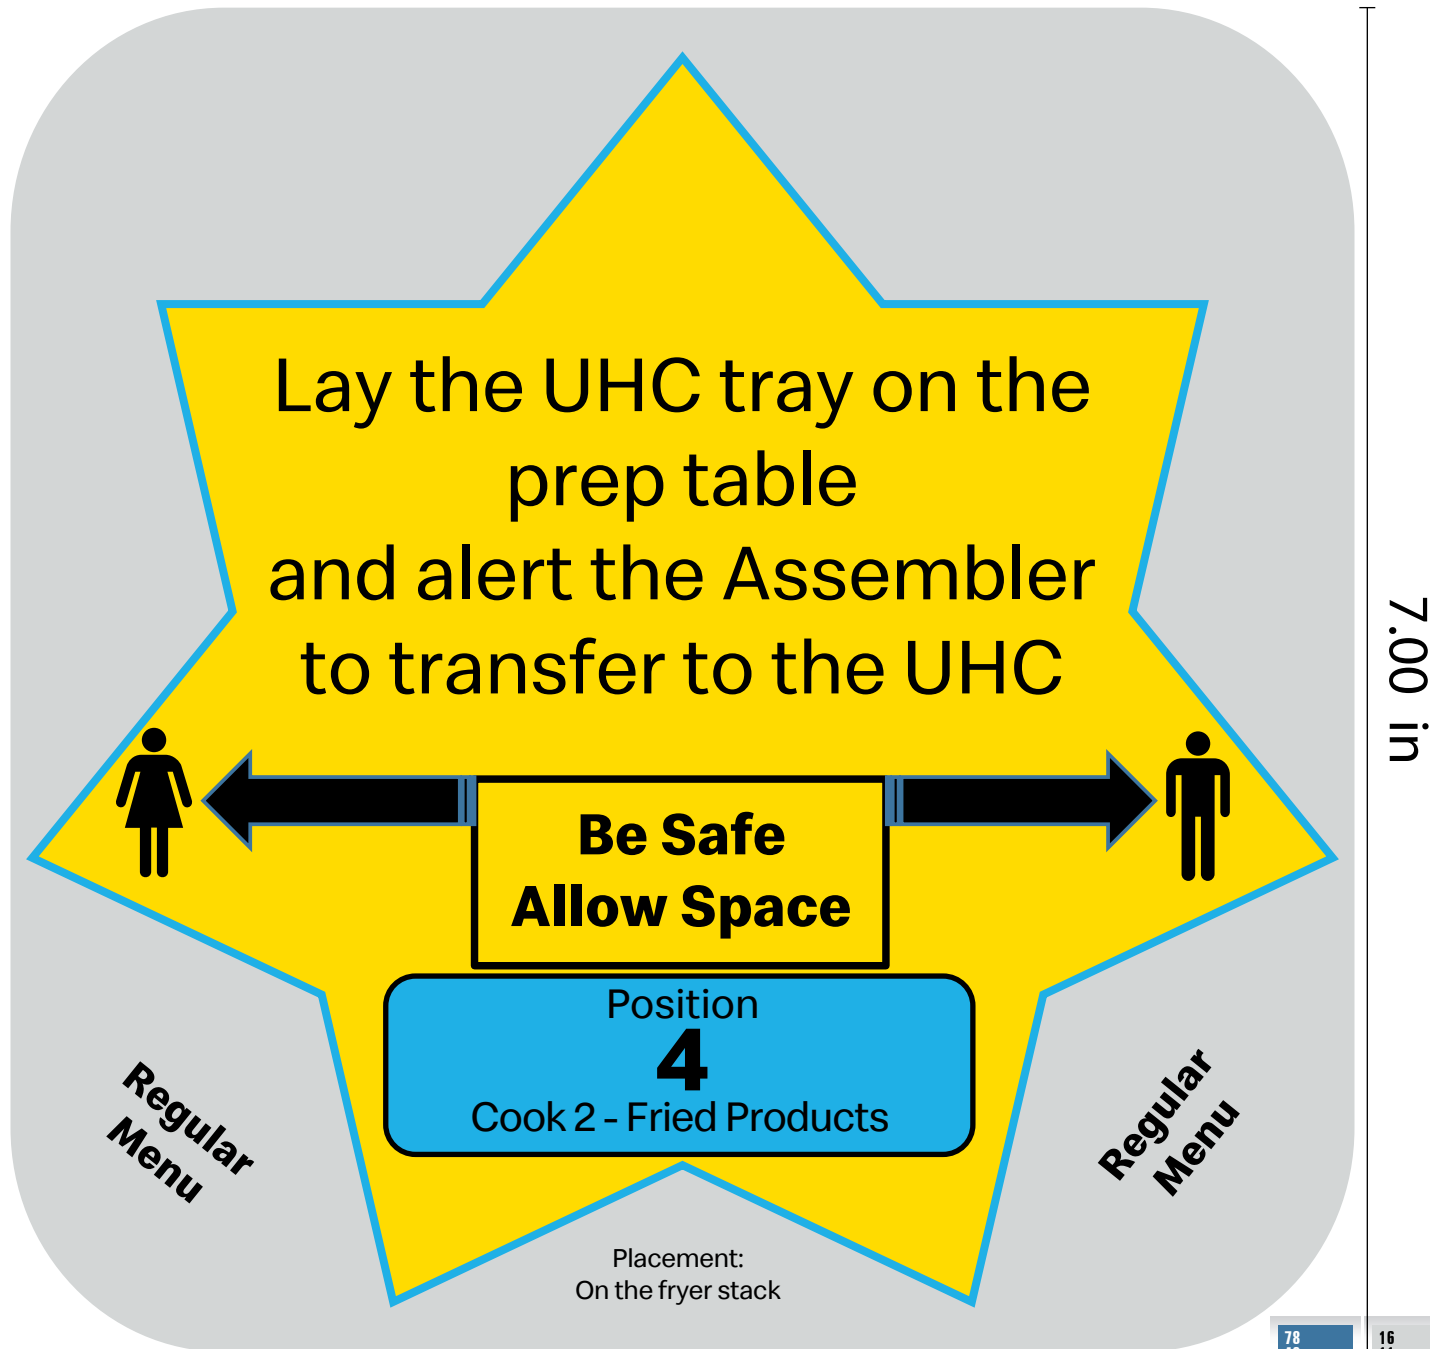 Lay the UHC tray on the
prep table
and alert the Assembler
to transfer to the UHC
Be Safe
Allow Space
Position
4
Cook 2 - Fried Products
Regular
Menu
Regular
Menu
Placement:
On the fryer stack
7.00 in
78
16